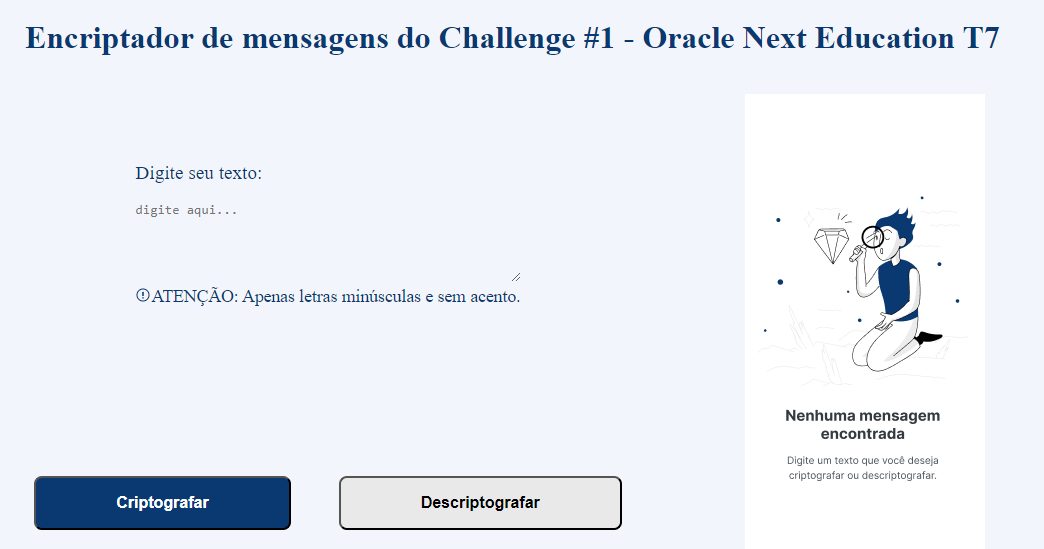 Encriptador de mensagens do Challenge #1 - Oracle Next Education T7
Digite seu texto:
digite aqui...
ATENÇÃO: Apenas letras minúsculas e sem acento.
Criptografar
Descriptografar
Nenhuma mensagem
encontrada
Digite um texto que você deseja
criptografar ou descriptografar.